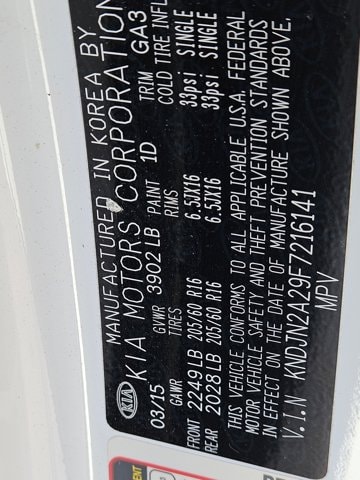 MANUFACTURED IN KOREA BY
KIA KIA MOTORS CORPORATION
03/15 GVWR 3902 LB PAINT 1D TRIM GA3
GAWR TIRES RIMS COLD TIRE INFL
FRONT 2249 LB 205/60 R16 6.5JX16 33psi SINGLE
REAR 2028 LB 205/60 R16 6.5JX16 33psi SINGLE
THIS VEHICLE CONFORMS TO ALL APPLICABLE U.S.A. FEDERAL
MOTOR VEHICLE SAFETY AND THEFT PREVENTION STANDARDS
IN EFFECT ON THE DATE OF MANUFACTURE SHOWN ABOVE.
V.I.N KNDJN2A29F7216141
MPV